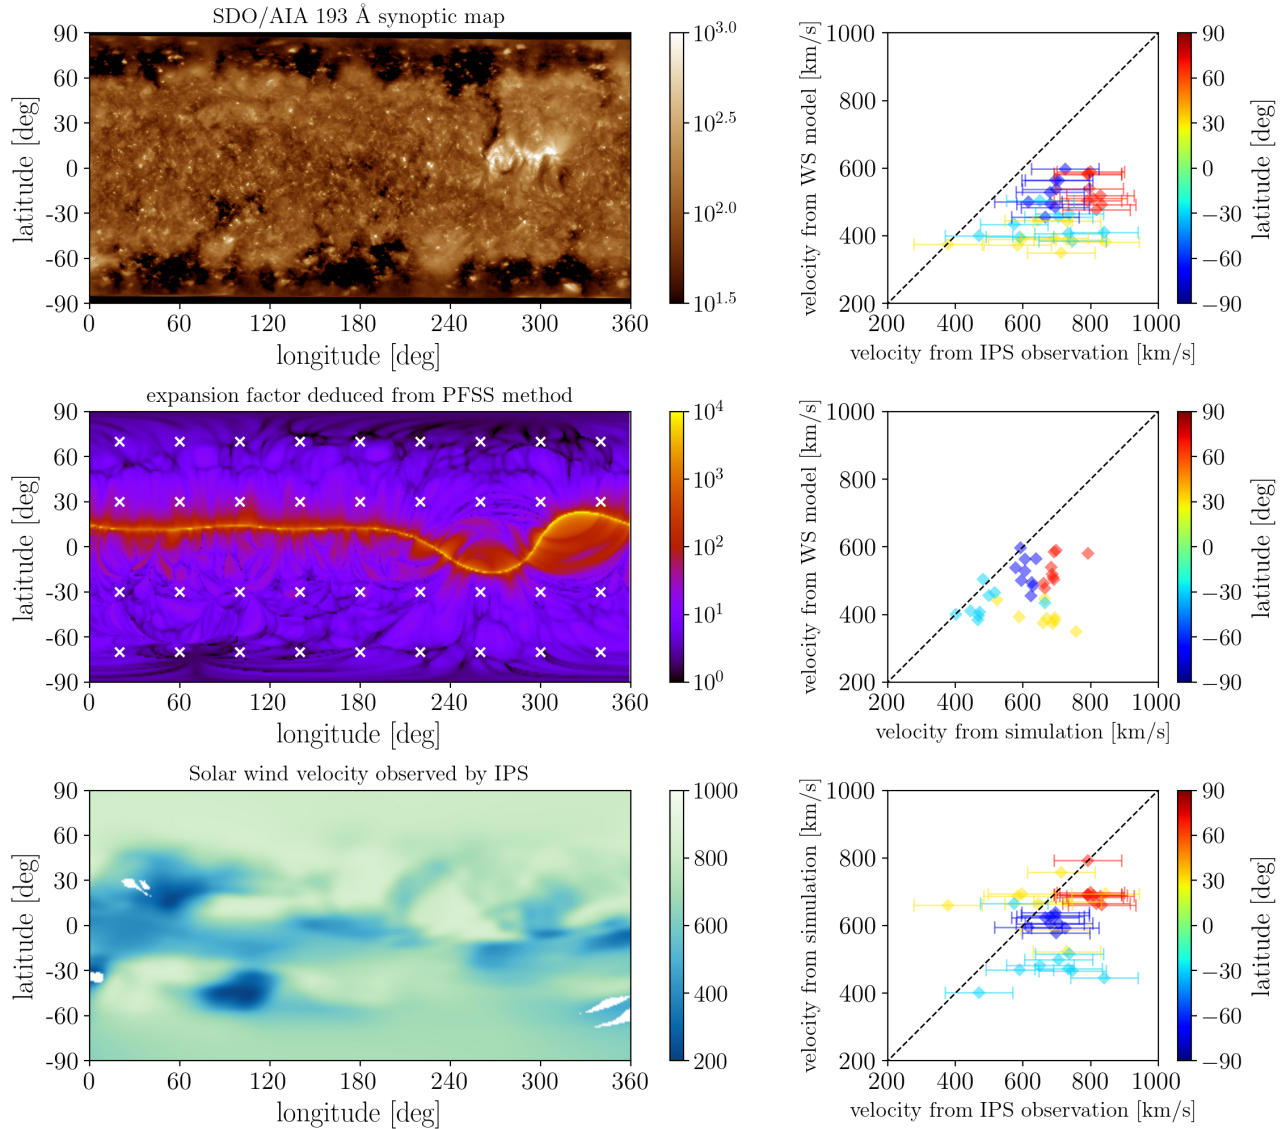 SDO/AIA 193 Å synoptic map
90
60
30
0
-30
-60
-90
0 60 120 180 240 300 360
latitude [deg]
longitude [deg]
10^3.0
10^2.5
10^2.0
10^1.5
1000
800
600
400
200
200 400 600 800 1000
velocity from WS model [km/s]
velocity from IPS observation [km/s]
90
60
30
0
−30
−60
−90
latitude [deg]
expansion factor deduced from PFSS method
90
60
30
0
-30
-60
-90
0 60 120 180 240 300 360
latitude [deg]
longitude [deg]
10^4
10^3
10^2
10^1
10^0
1000
800
600
400
200
200 400 600 800 1000
velocity from WS model [km/s]
velocity from simulation [km/s]
90
60
30
0
−30
−60
−90
latitude [deg]
Solar wind velocity observed by IPS
90
60
30
0
-30
-60
-90
0 60 120 180 240 300 360
latitude [deg]
longitude [deg]
1000
800
600
400
200
1000
800
600
400
200
200 400 600 800 1000
velocity from simulation [km/s]
velocity from IPS observation [km/s]
90
60
30
0
−30
−60
−90
latitude [deg]